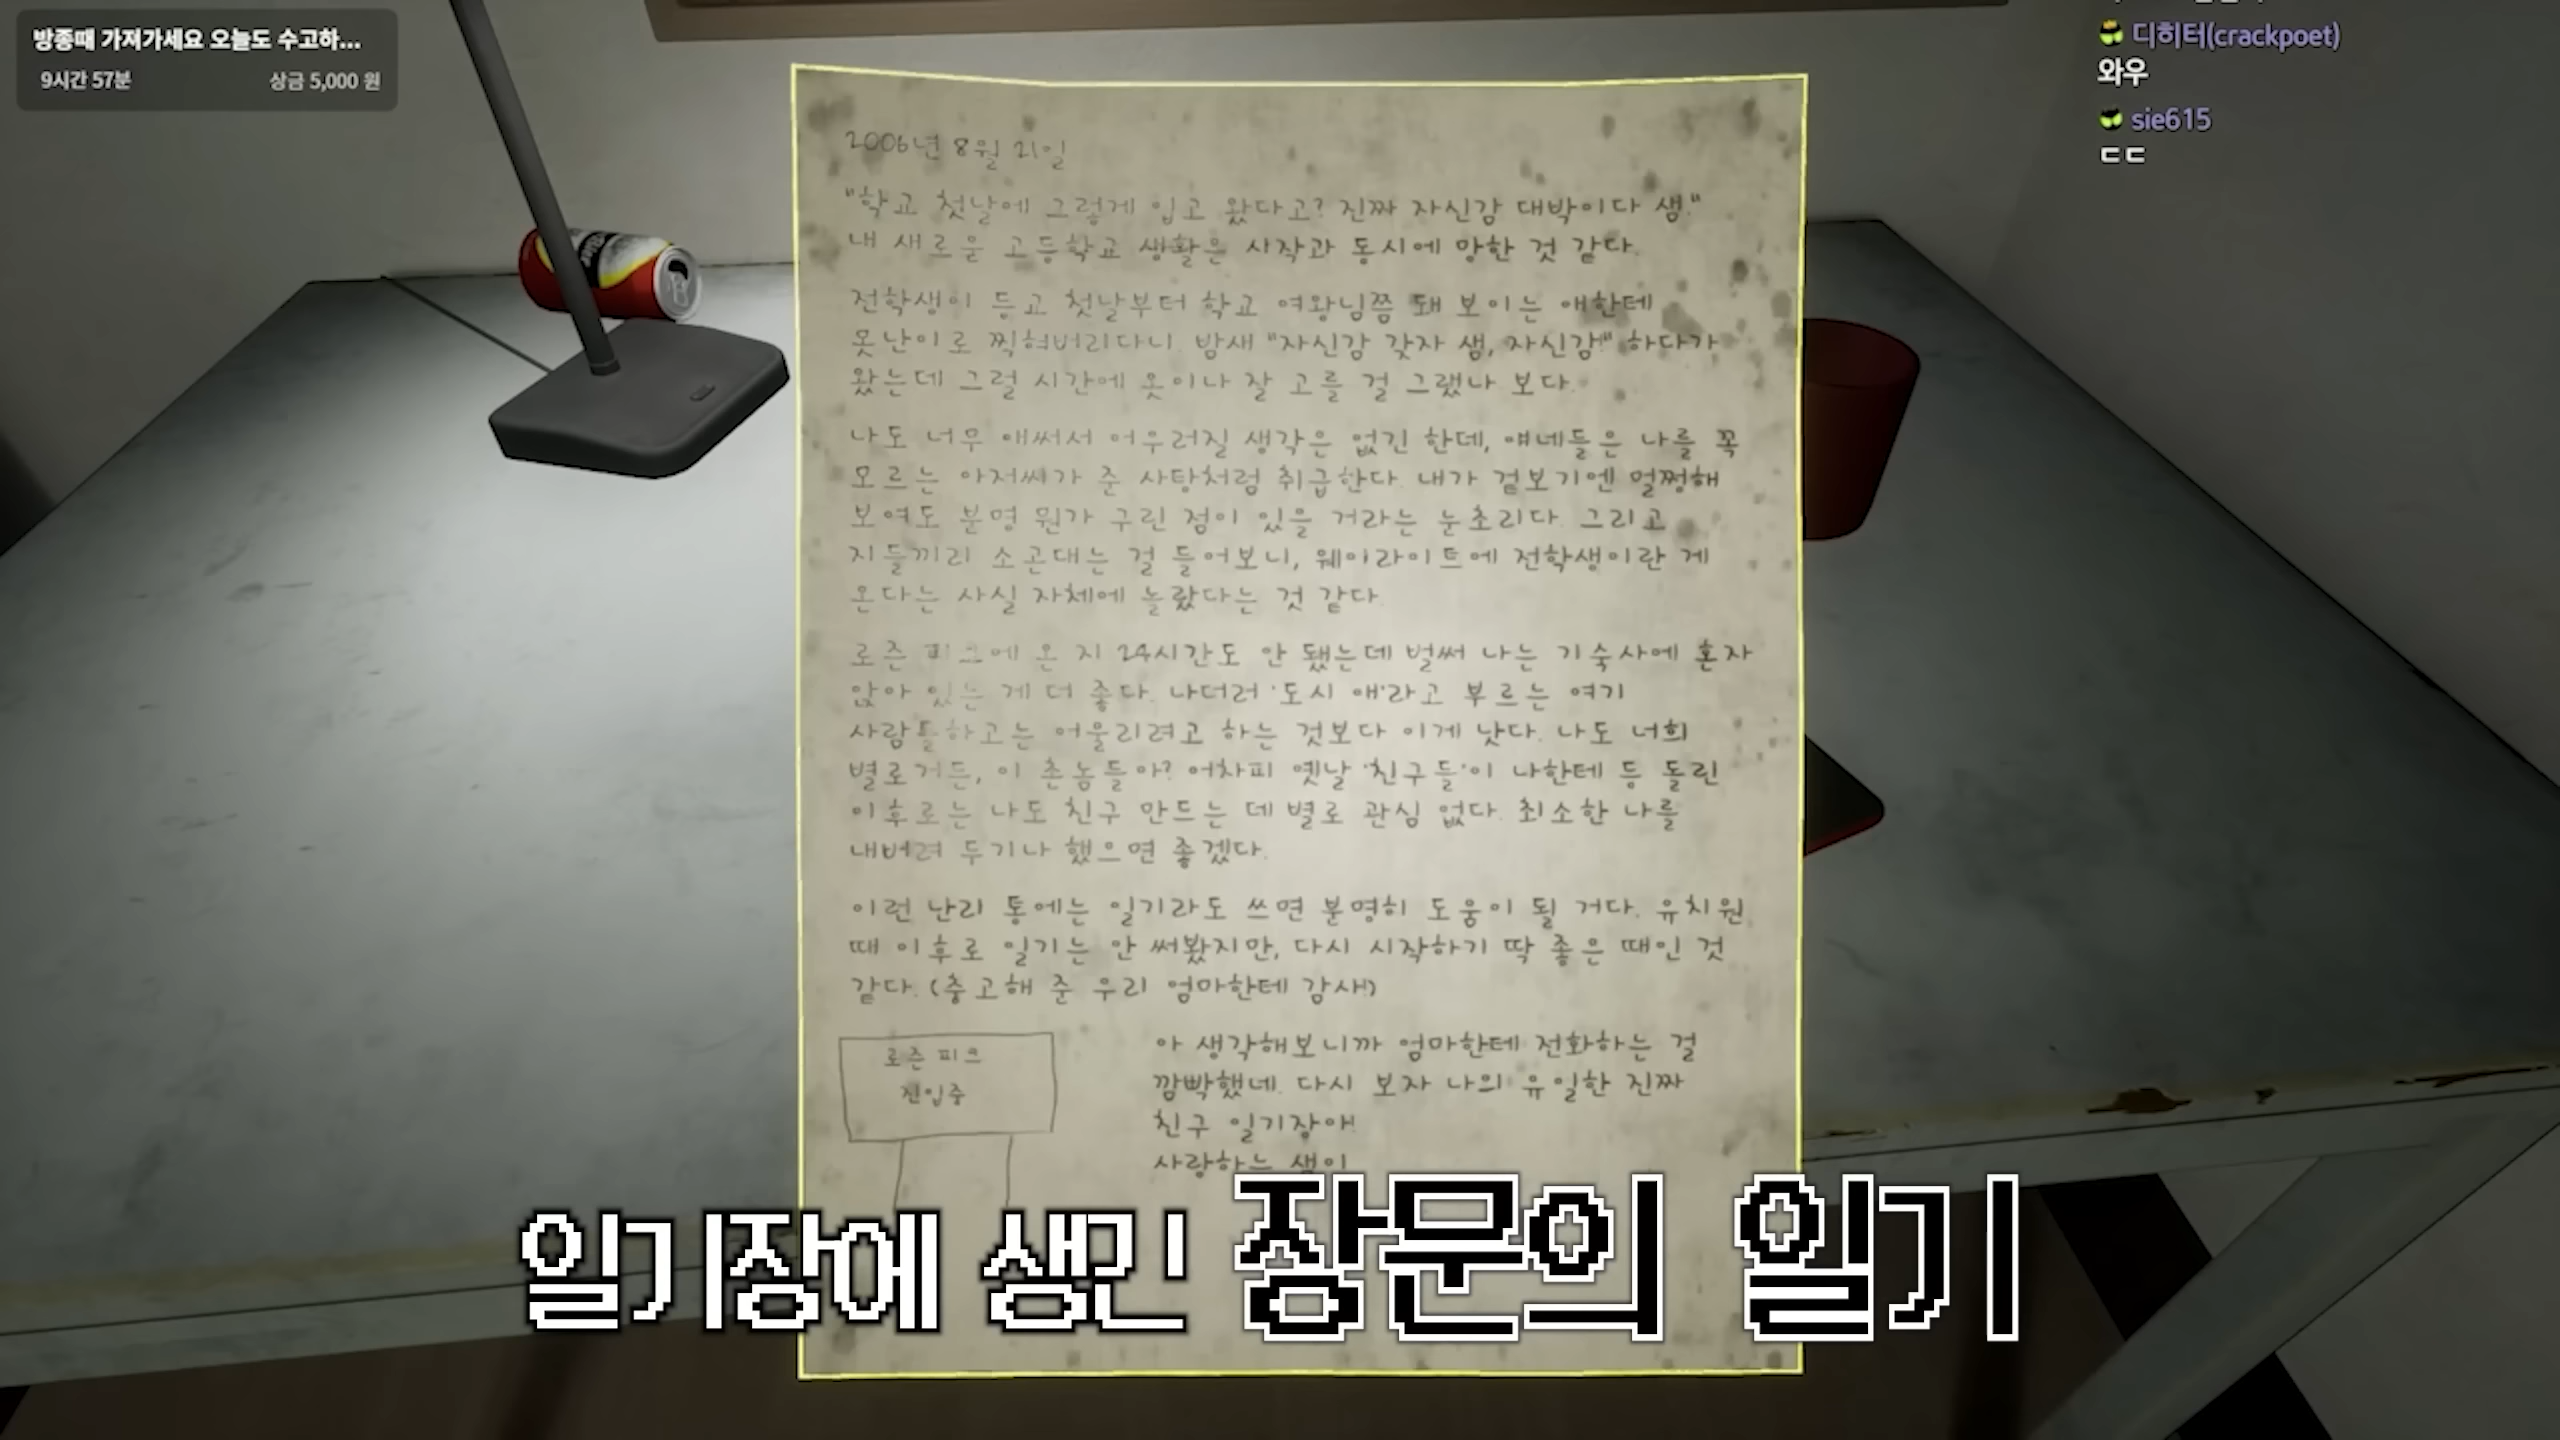 방종때 가져가세요 오늘도 수고하...
9시간 57분
상금 5,000 원
디히터(crackpoet)
와우
sie615
ㄷㄷ
2006년 8월 21일
"학교 첫날에 그렇게 입고 왔다고? 진짜 자신감 대박이다 샘."
내 새로운 고등학교 생활은 시작과 동시에 망한 것 같다.
전학생이 등교 첫날부터 학교 여왕님쯤 돼 보이는 애한테
못난이로 찍혀버리다니. 밤새 "자신감 갖자 샘, 자신감!" 하다가
왔는데 그럴 시간에 옷이나 잘 고를 걸 그랬나 보다.
나도 너무 애써서 어우러질 생각은 없긴 한데, 얘네들은 나를 꼭
모르는 아저씨가 준 사탕처럼 취급한다. 내가 겉보기엔 멀쩡해
보여도 분명 뭔가 구린 점이 있을 거라는 눈초리다. 그리고
지들끼리 소곤대는 걸 들어보니, 웨이라이트에 전학생이란 게
온다는 사실 자체에 놀랐다는 것 같다.
로즌 피크에 온 지 24시간도 안 됐는데 벌써 나는 기숙사에 혼자
앉아 있는 게 더 좋다. 나더러 '도시 애'라고 부르는 여기
사람들하고는 어울리려고 하는 것보다 이게 낫다. 나도 너희
별로거든, 이 촌놈들아? 어차피 옛날 '친구들'이 나한테 등 돌린
이후로는 나도 친구 만드는 데 별로 관심 없다. 최소한 나를
내버려 두기나 했으면 좋겠다.
이런 난리 통에는 일기라도 쓰면 분명히 도움이 될 거다. 유치원
때 이후로 일기는 안 써봤지만, 다시 시작하기 딱 좋은 때인 것
같다. (충고해 준 우리 엄마한테 감사!)
로즌 피크
진입중
아 생각해보니까 엄마한테 전화하는 걸
깜빡했네. 다시 보자 나의 유일한 진짜
친구 일기장아!
사랑하는 샘이
일기장에 생긴 장문의 일기